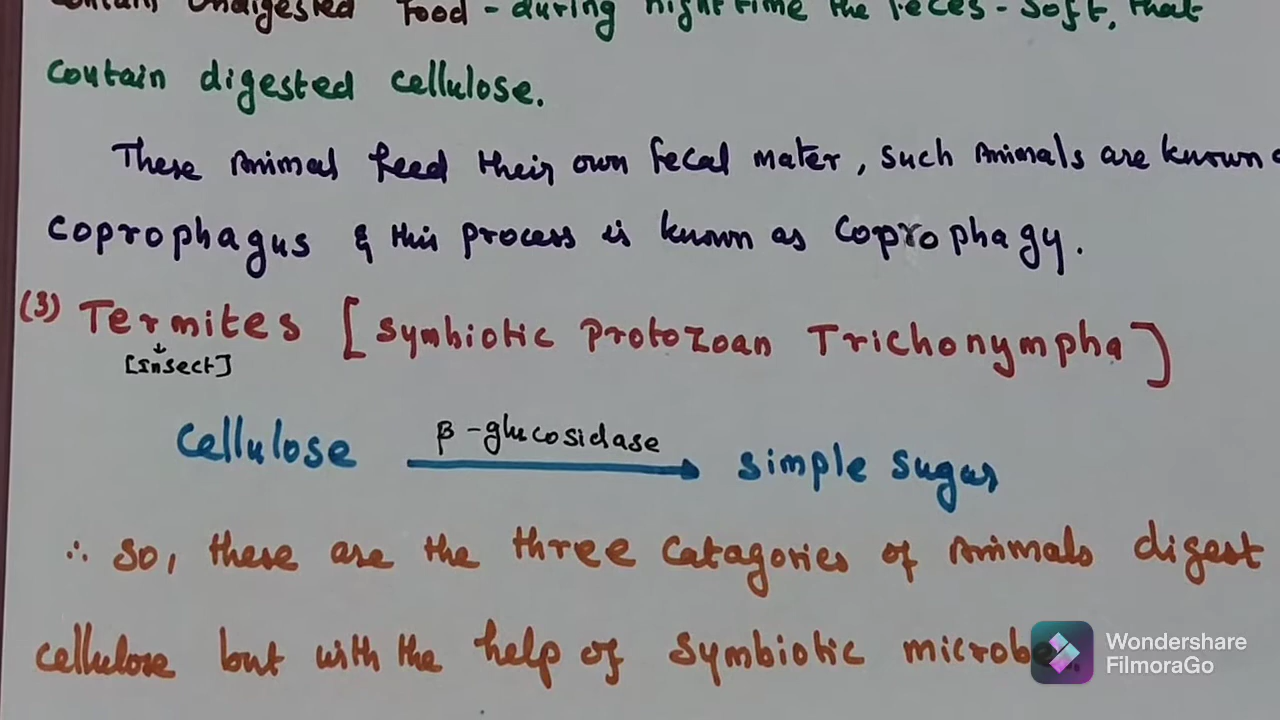 contain undigested food - during night time the feces - soft, that
contain digested cellulose.
These animal feed their own fecal mater, such animals are known
coprophagus & this process is known as coprophagy.
(3) Termites [symbiotic protozoan Trichonympha]
↓
[insect]
β-glucosidase
cellulose → simple sugar
∴ so, these are the three catagories of animals digest
cellulose but with the help of symbiotic
Wondershare
FilmoraGo